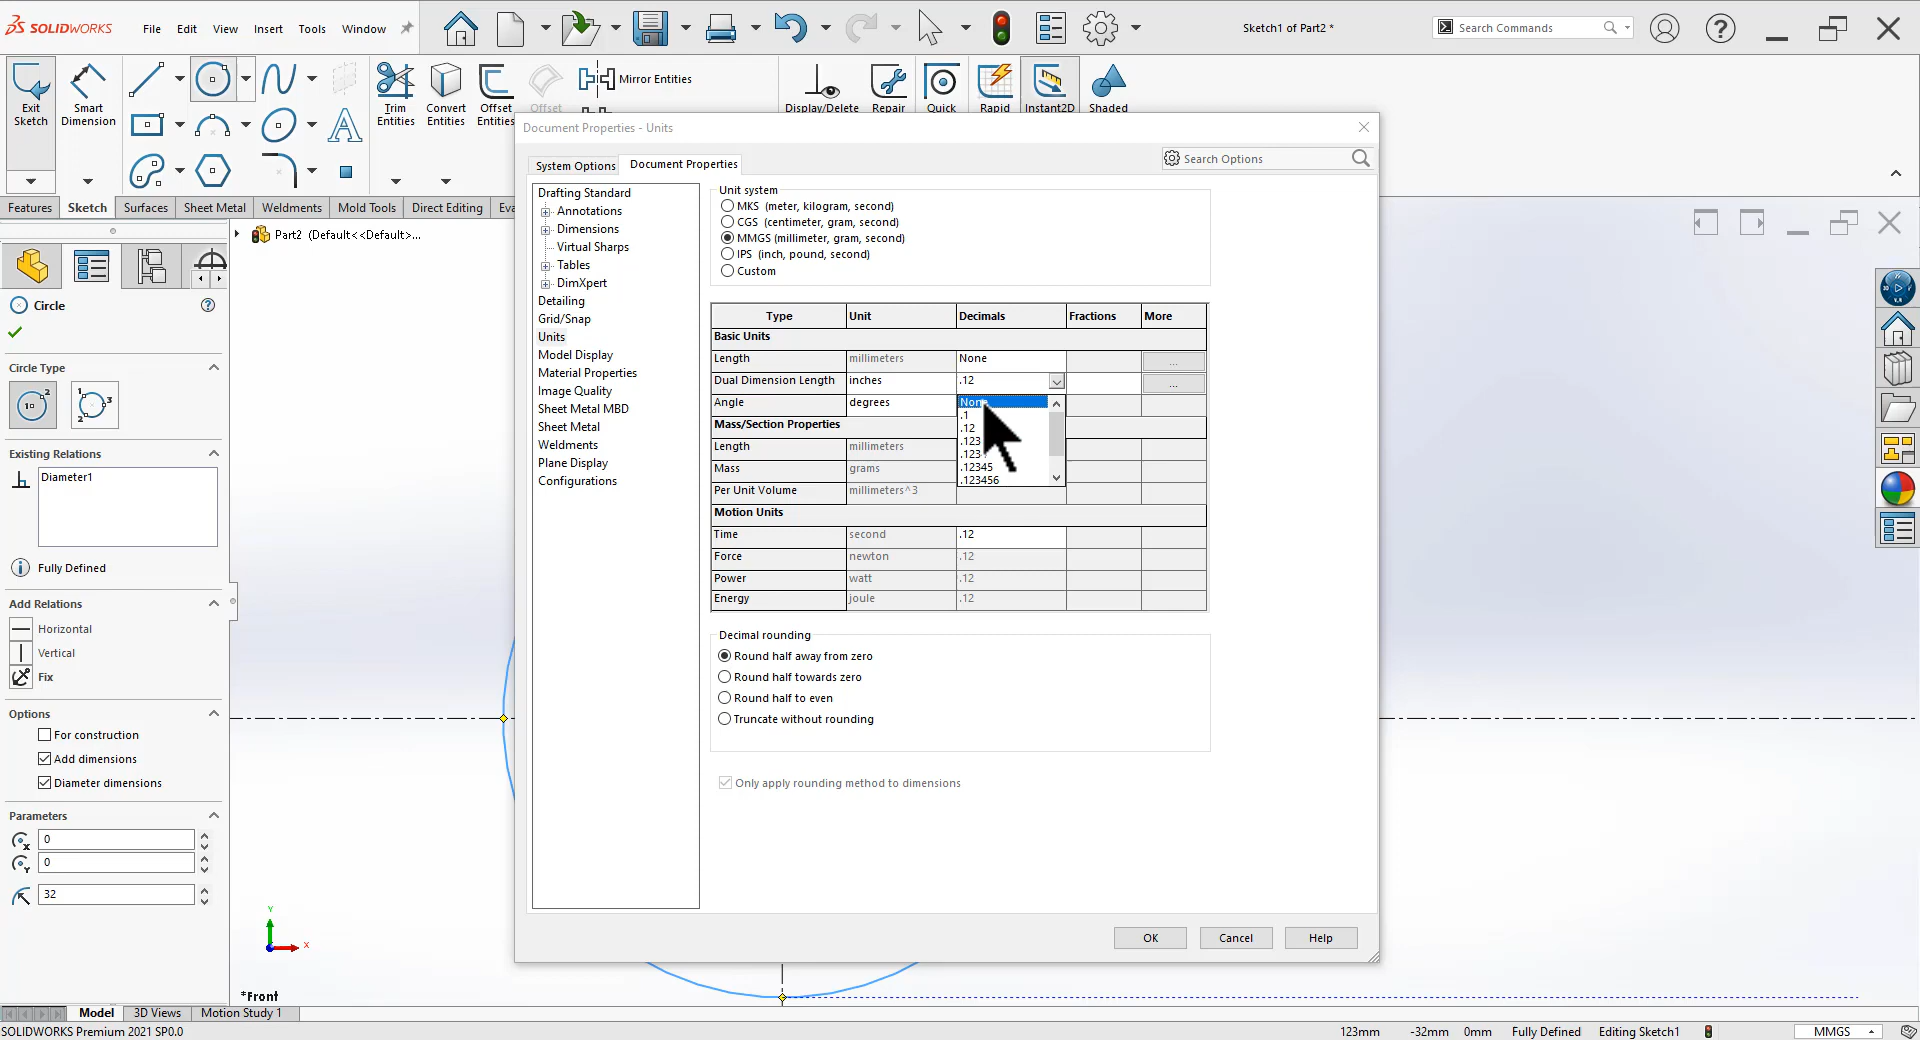 SOLIDWORKS File Edit View Insert Tools Window Sketch1 of Part2 * Search Commands
Exit Sketch
Smart Dimension
Trim Entities
Convert Entities
Offset Entities
Offset
Mirror Entities
Display/Delete
Repair
Quick
Rapid
Instant2D
Shaded
Features Sketch Surfaces Sheet Metal Weldments Mold Tools Direct Editing Eva
Part2 (Default<<Default>...
Circle
Circle Type
Existing Relations
Diameter1
Fully Defined
Add Relations
Horizontal
Vertical
Fix
Options
For construction
Add dimensions
Diameter dimensions
Parameters
0
0
32
Document Properties - Units
System Options Document Properties Search Options
Drafting Standard
Annotations
Dimensions
Virtual Sharps
Tables
DimXpert
Detailing
Grid/Snap
Units
Model Display
Material Properties
Image Quality
Sheet Metal MBD
Sheet Metal
Weldments
Plane Display
Configurations
Unit system
MKS (meter, kilogram, second)
CGS (centimeter, gram, second)
MMGS (millimeter, gram, second)
IPS (inch, pound, second)
Custom
Type Unit Decimals Fractions More
Basic Units
Length millimeters None ...
Dual Dimension Length inches .12 ...
Angle degrees None
.1
.12
.123
.12345
.123456
Mass/Section Properties
Length millimeters
Mass grams
Per Unit Volume millimeters^3
Motion Units
Time second .12
Force newton .12
Power watt .12
Energy joule .12
Decimal rounding
Round half away from zero
Round half towards zero
Round half to even
Truncate without rounding
Only apply rounding method to dimensions
OK Cancel Help
Y
X
*Front
Model 3D Views Motion Study 1
SOLIDWORKS Premium 2021 SP0.0 123mm -32mm 0mm Fully Defined Editing Sketch1 MMGS